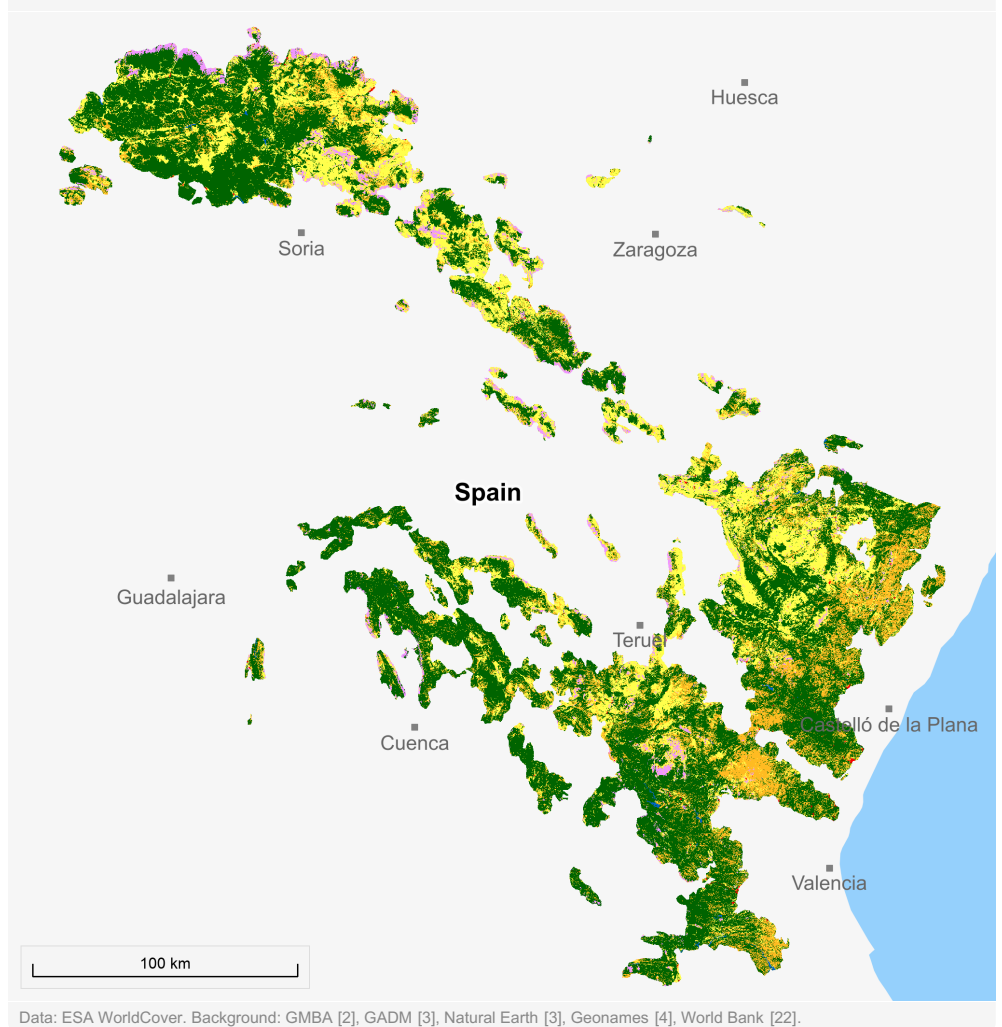 Huesca
Soria
Zaragoza
Spain
Guadalajara
Teruel
Castelló de la Plana
Cuenca
Valencia
100 km
Data: ESA WorldCover. Background: GMBA [2], GADM [3], Natural Earth [3], Geonames [4], World Bank [22].